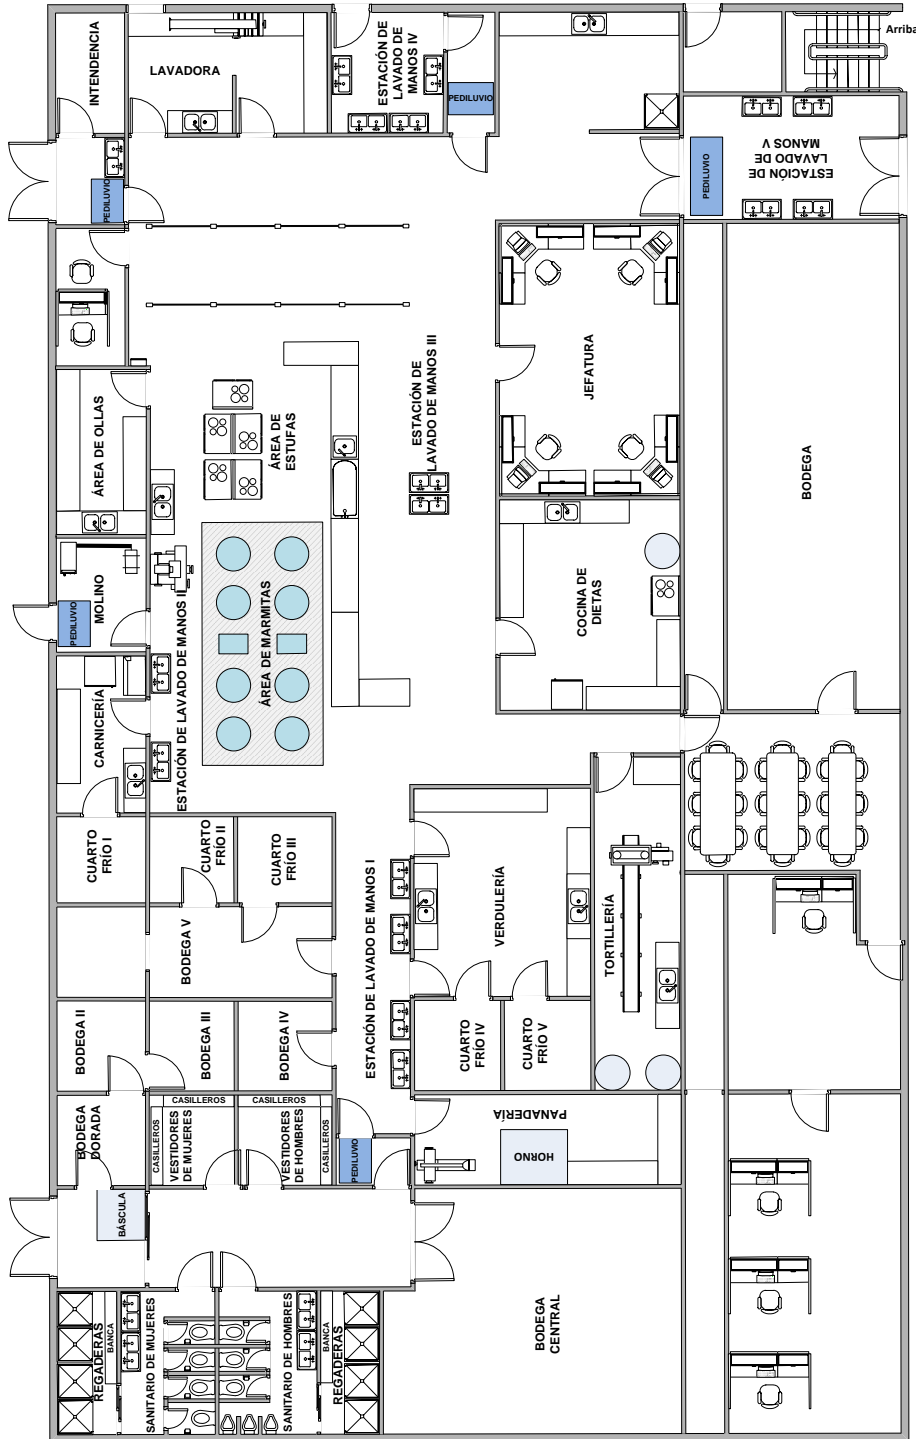 Arriba
INTENDENCIA
LAVADORA
ESTACIÓN DE
LAVADO DE
MANOS IV
PEDILUVIO
PEDILUVIO
ESTACIÓN DE
LAVADO DE
MANOS V
PEDILUVIO
ÁREA DE OLLAS
ÁREA DE
ESTUFAS
ESTACIÓN DE
LAVADO DE MANOS III
JEFATURA
BODEGA
MOLINO
PEDILUVIO
ESTACIÓN DE LAVADO DE MANOS II
ÁREA DE MARMITAS
COCINA DE
DIETAS
CARNICERÍA
CUARTO
FRÍO I
CUARTO
FRÍO II
CUARTO
FRÍO III
BODEGA V
ESTACIÓN DE LAVADO DE MANOS I
VERDULERÍA
TORTILLERÍA
BODEGA II
BODEGA III
BODEGA IV
CUARTO
FRÍO IV
CUARTO
FRÍO V
BODEGA
DORADA
CASILLEROS
CASILLEROS
CASILLEROS
VESTIDORES
DE MUJERES
VESTIDORES
DE HOMBRES
CASILLEROS
PEDILUVIO
PANADERÍA
HORNO
BÁSCULA
REGADERAS
BANCA
SANITARIO DE MUJERES
SANITARIO DE HOMBRES
BANCA
REGADERAS
BODEGA
CENTRAL